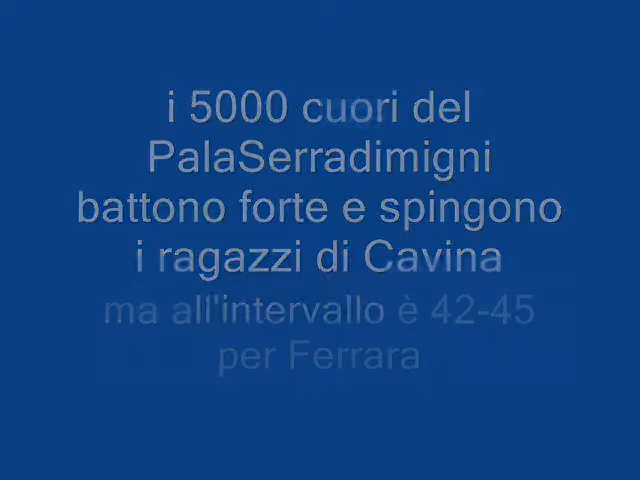 i 5000 cuori del
PalaSerradimigni
battono forte e spingono
i ragazzi di Cavina
ma all'intervallo è 42-45
per Ferrara